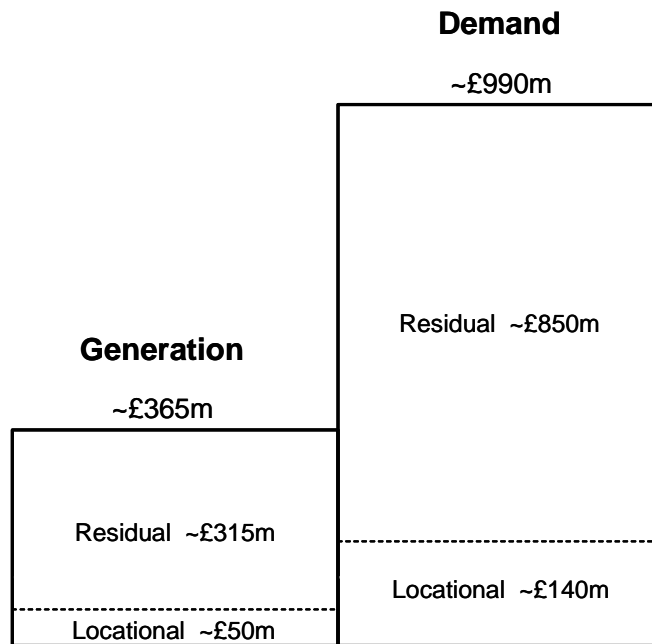 Demand
~£990m
Residual ~£850m
Generation
~£365m
Residual ~£315m
Locational ~£140m
Locational ~£50m